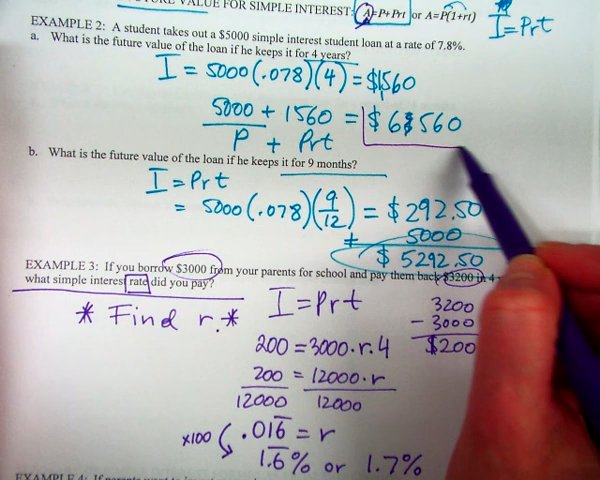 FUTURE VALUE FOR SIMPLE INTEREST: A=P+Prt or A=P(1+rt)
I=Prt
EXAMPLE 2: A student takes out a $5000 simple interest student loan at a rate of 7.8%.
a. What is the future value of the loan if he keeps it for 4 years?
I = 5000(.078)(4) = $1560
5000 + 1560 = $6560
P + Prt
b. What is the future value of the loan if he keeps it for 9 months?
I = Prt
= 5000(.078)(9/12) = $292.50
+ 5000
$5292.50
EXAMPLE 3: If you borrow $3000 from your parents for school and pay them back $3200 in 4
what simple interest rate did you pay?
* Find r. *
I=Prt
3200
- 3000
$200
200 = 3000·r·4
200 = 12000·r
12000 12000
x100 .016̅ = r
1.6̅% or 1.7%